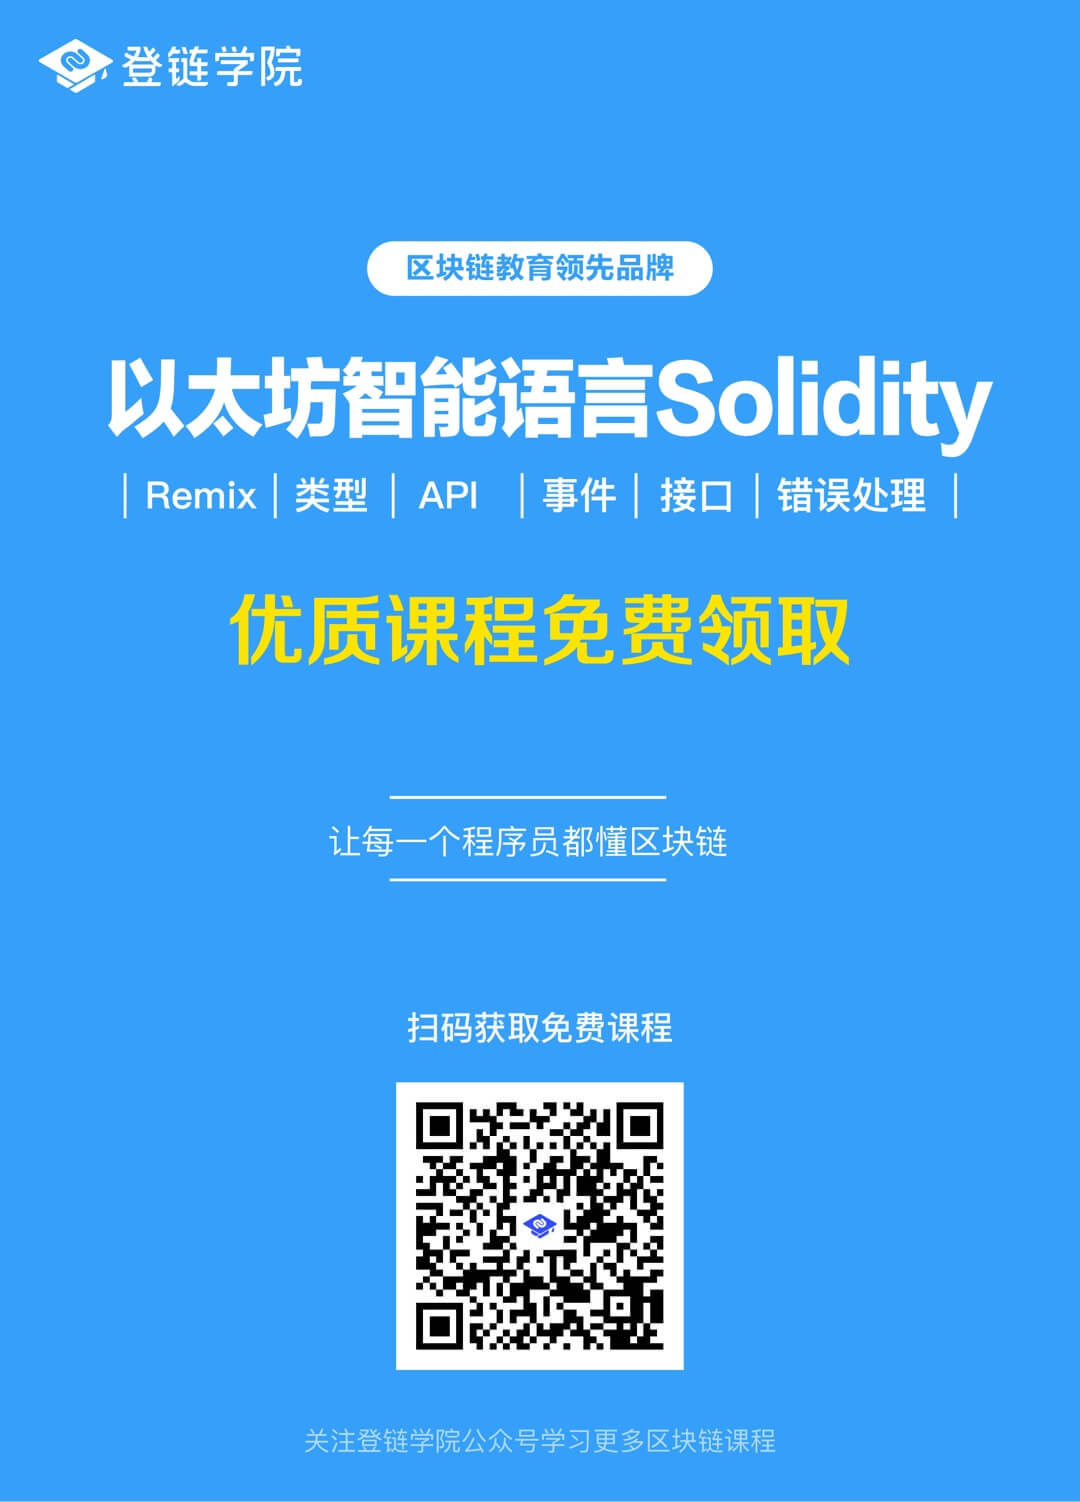 登链学院
区块链教育领先品牌
以太坊智能语言Solidity
| Remix | 类型 | API | 事件 | 接口 | 错误处理 |
优质课程免费领取
让每一个程序员都懂区块链
扫码获取免费课程
关注登链学院公众号学习更多区块链课程